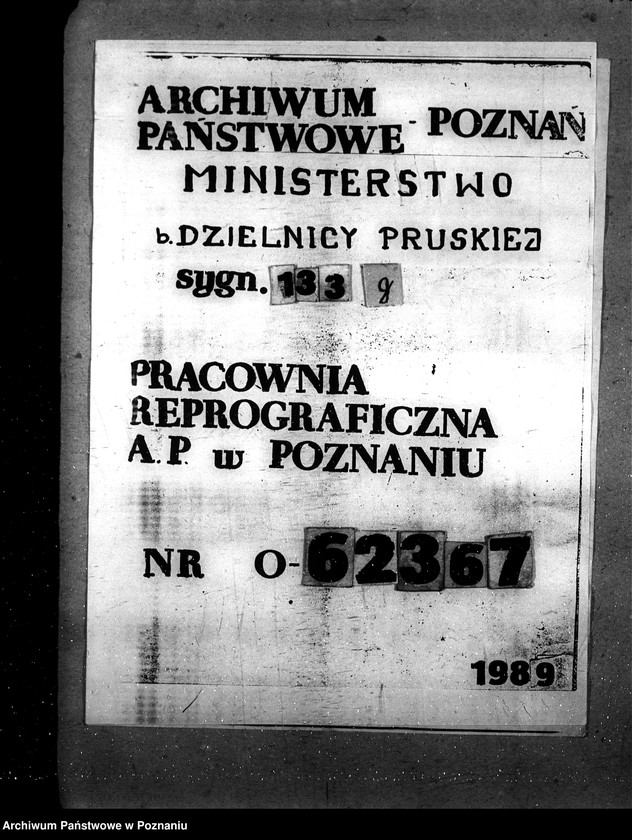 ARCHIWUM
PAŃSTWOWE - POZNAŃ
MINISTERSTWO
b. DZIELNICY PRUSKIEJ
sygn. 133 g
PRACOWNIA
REPROGRAFICZNA
A.P. w POZNANIU
NR O-62367
1989
Archiwum Państwowe w Poznaniu